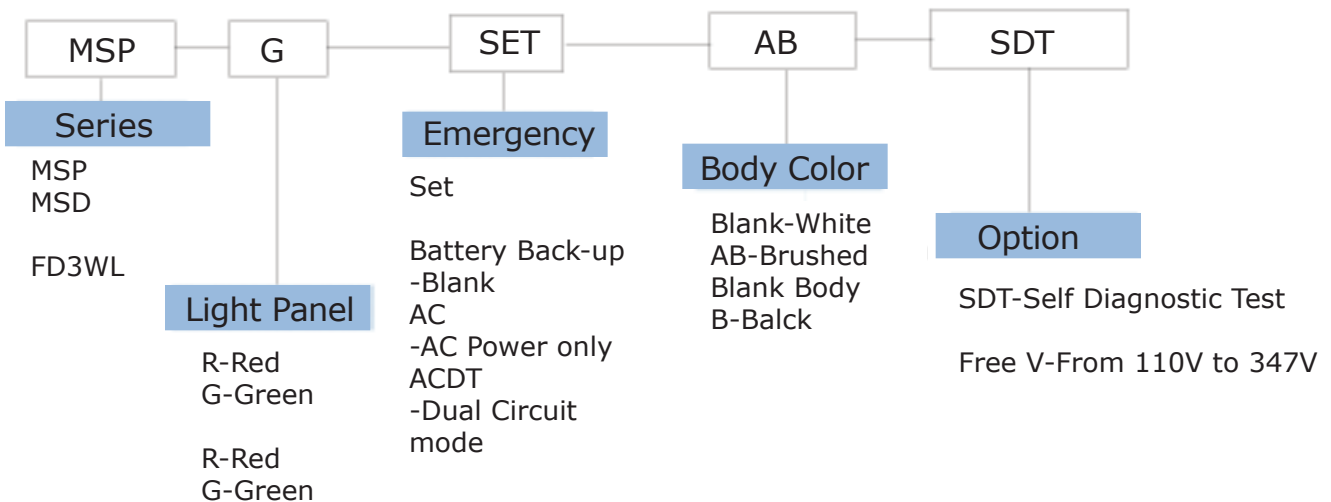 MSP
G
SET
AB
SDT
Series
MSP
MSD
FD3WL
Light Panel
R-Red
G-Green
R-Red
G-Green
Emergency
Set
Battery Back-up
-Blank
AC
-AC Power only
ACDT
-Dual Circuit
mode
Body Color
Blank-White
AB-Brushed
Blank Body
B-Balck
Option
SDT-Self Diagnostic Test
Free V-From 110V to 347V